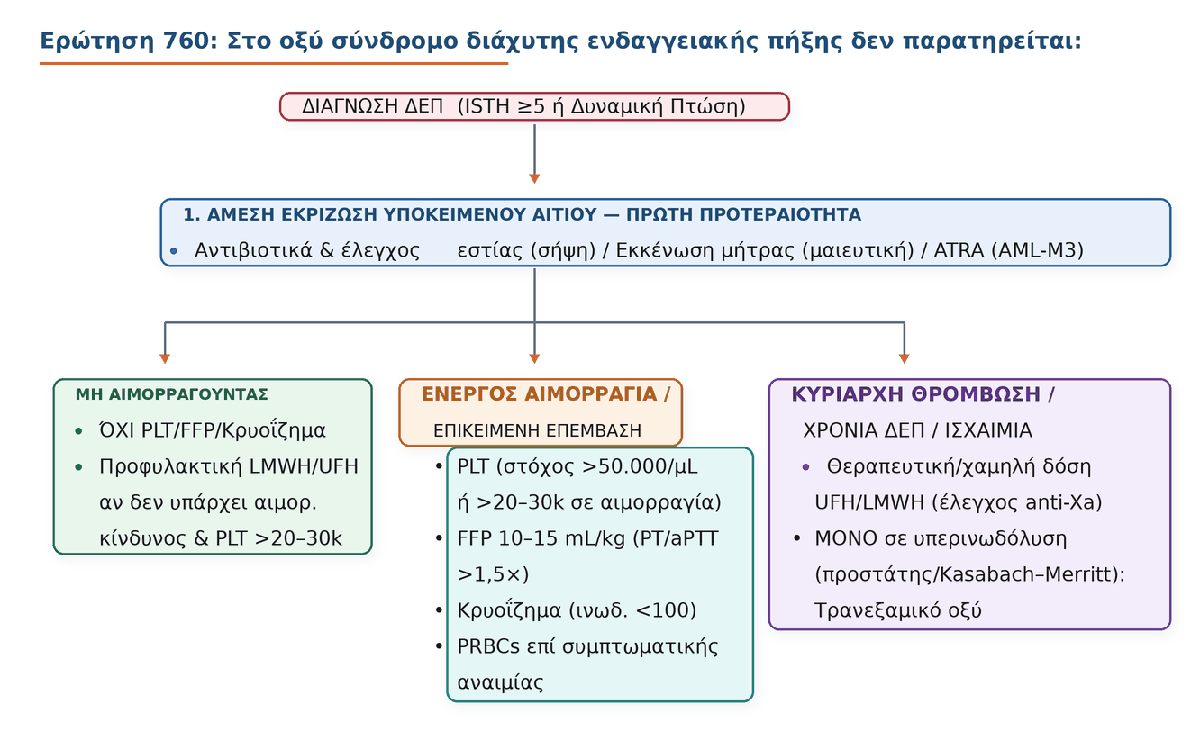 Ερώτηση 760: Στο οξύ σύνδρομο διάχυτης ενδαγγειακής πήξης δεν παρατηρείται:
ΔΙΑΓΝΩΣΗ ΔΕΠ (ISTH ≥5 ή Δυναμική Πτώση)
1. ΑΜΕΣΗ ΕΚΡΙΖΩΣΗ ΥΠΟΚΕΙΜΕΝΟΥ ΑΙΤΙΟΥ — ΠΡΩΤΗ ΠΡΟΤΕΡΑΙΟΤΗΤΑ
• Αντιβιοτικά & έλεγχος εστίας (σήψη) / Εκκένωση μήτρας (μαιευτική) / ATRA (AML-M3)
ΜΗ ΑΙΜΟΡΡΑΓΟΥΝΤΑΣ
• ΌΧΙ PLT/FFP/Κρυοΐζημα
• Προφυλακτική LMWH/UFH
αν δεν υπάρχει αιμορ.
κίνδυνος & PLT >20–30k
ΕΝΕΡΓΟΣ ΑΙΜΟΡΡΑΓΙΑ /
ΕΠΙΚΕΙΜΕΝΗ ΕΠΕΜΒΑΣΗ
• PLT (στόχος >50.000/μL
ή >20–30k σε αιμορραγία)
• FFP 10–15 mL/kg (PT/aPTT
>1,5×)
• Κρυοΐζημα (ινωδ. <100)
• PRBCs επί συμπτωματικής
αναιμίας
ΚΥΡΙΑΡΧΗ ΘΡΟΜΒΩΣΗ /
ΧΡΟΝΙΑ ΔΕΠ / ΙΣΧΑΙΜΙΑ
• Θεραπευτική/χαμηλή δόση
UFH/LMWH (έλεγχος anti-Xa)
• ΜΟΝΟ σε υπερινωδόλυση
(προστάτης/Kasabach–Merritt):
Τρανεξαμικό οξύ